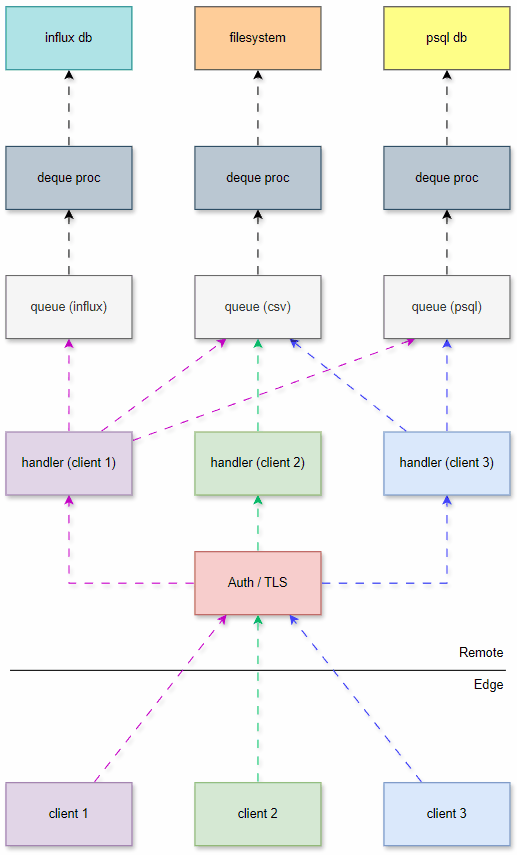 influx db
filesystem
psql db
deque proc
deque proc
deque proc
queue (influx)
queue (csv)
queue (psql)
handler (client 1)
handler (client 2)
handler (client 3)
Auth / TLS
Remote
Edge
client 1
client 2
client 3